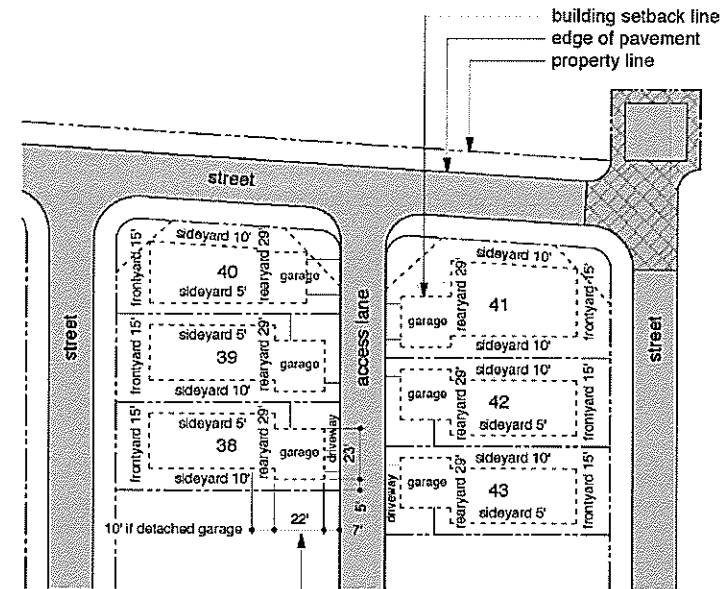 building setback line
edge of pavement
property line
street
street
access lane
street
frontyard 15'
sideyard 10'
40
sideyard 5'
rearyard 29'
garage
frontyard 15'
sideyard 5'
39
sideyard 10'
rearyard 29'
garage
frontyard 15'
sideyard 5'
38
sideyard 10'
rearyard 29'
garage
driveway
23'
5'
22'
7'
10' if detached garage
sideyard 10'
garage
rearyard 29'
41
sideyard 10'
frontyard 15'
sideyard 10'
garage
rearyard 29'
42
sideyard 5'
frontyard 15'
sideyard 10'
driveway
garage
rearyard 29'
43
sideyard 5'
frontyard 15'